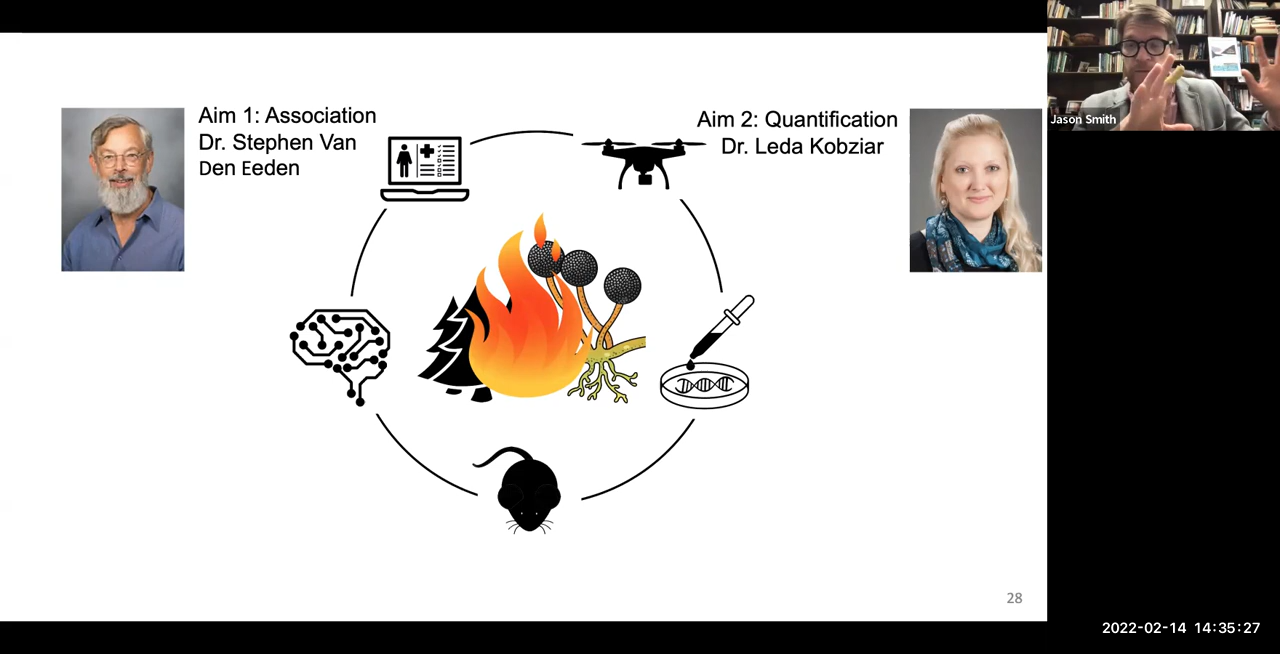 Aim 1: Association
Dr. Stephen Van
Den Eeden
Aim 2: Quantification
Dr. Leda Kobziar
Jason Smith
28
2022-02-14 14:35:27